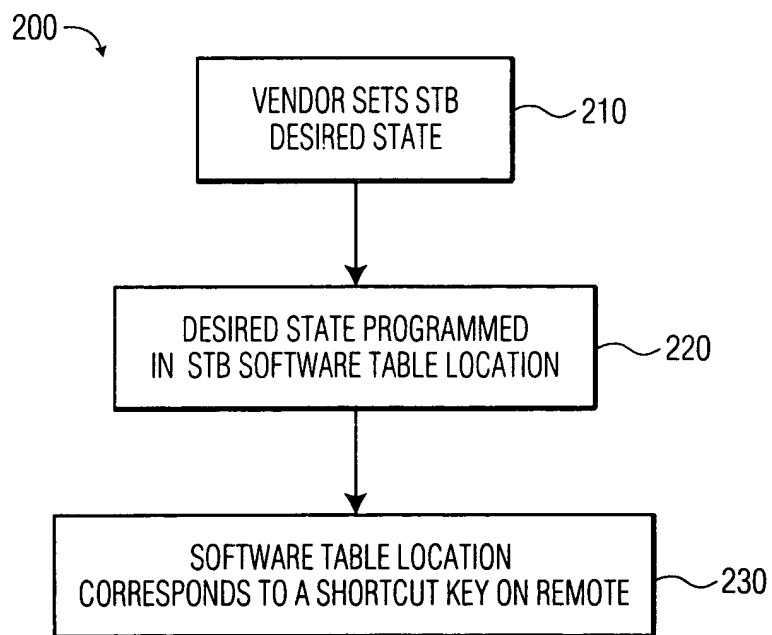 200
VENDOR SETS STB
DESIRED STATE
210
DESIRED STATE PROGRAMMED
IN STB SOFTWARE TABLE LOCATION
220
SOFTWARE TABLE LOCATION
CORRESPONDS TO A SHORTCUT KEY ON REMOTE
230